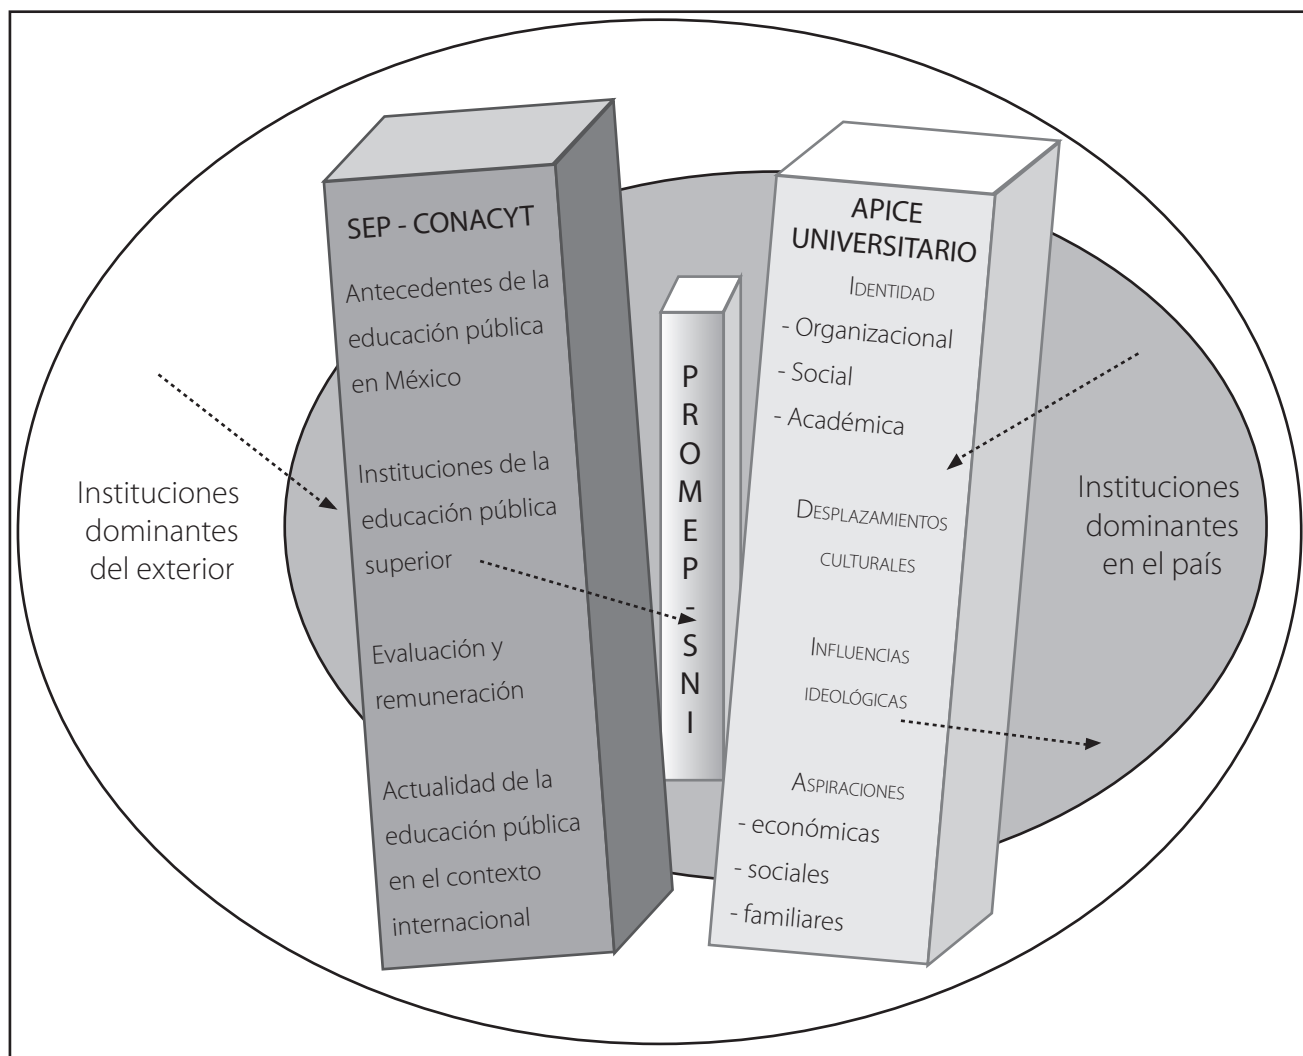 SEP - CONACYT
Antecedentes de la
educación pública
en México
Instituciones de la
educación pública
superior
Evaluación y
remuneración
Actualidad de la
educación pública
en el contexto
internacional
PROMEP-SNI
APICE
UNIVERSITARIO
IDENTIDAD
- Organizacional
- Social
- Académica
DESPLAZAMIENTOS
CULTURALES
INFLUENCIAS
IDEOLÓGICAS
ASPIRACIONES
- económicas
- sociales
- familiares
Instituciones
dominantes
del exterior
Instituciones
dominantes
en el país